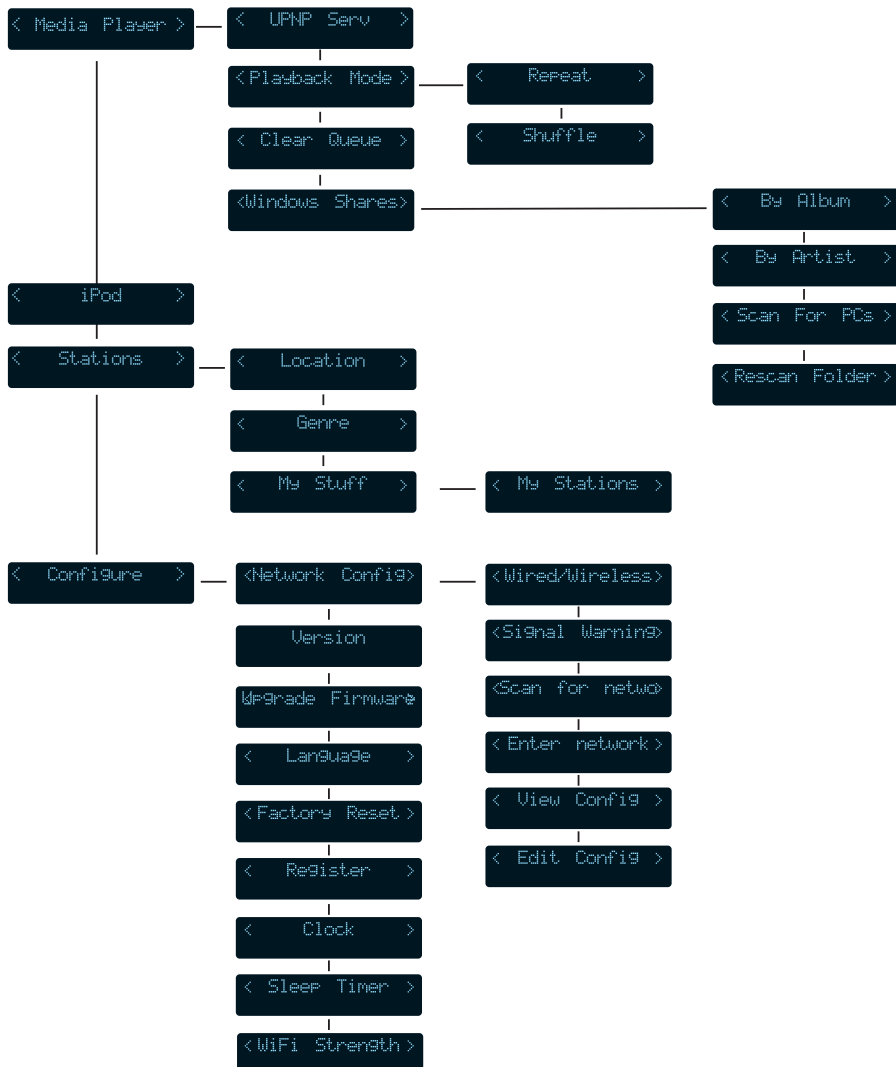 < Media Player >
< UPNP Serv >
<Playback Mode >
< Repeat >
< Shuffle >
< Clear Queue >
<Windows Shares>
< By Album >
< By Artist >
< Scan For PCs >
<Rescan Folder >
< iPod >
< Stations >
< Location >
< Genre >
< My Stuff >
< My Stations >
< Configure >
<Network Config>
<Wired/Wireless>
Version
<Signal Warning>
Upgrade Firmware
<Scan for netwo>
< Language >
< Enter network >
<Factory Reset >
< View Config >
< Register >
< Edit Config >
< Clock >
< Sleep Timer >
<WiFi Strength >